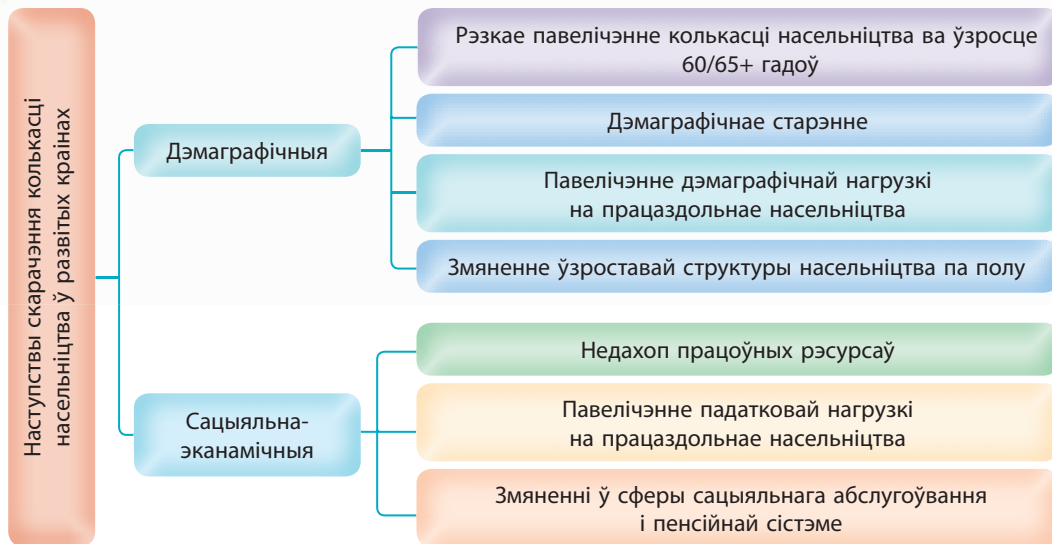 Наступствы скарачэння колькасці
насельніцтва ў развітых краінах
Дэмаграфічныя
Рэзкае павелічэнне колькасці насельніцтва ва ўзросце
60/65+ гадоў
Дэмаграфічнае старэнне
Павелічэнне дэмаграфічнай нагрузкі
на працаздольнае насельніцтва
Змяненне ўзроставай структуры насельніцтва па полу
Сацыяльна-
эканамічныя
Недахоп працоўных рэсурсаў
Павелічэнне падатковай нагрузкі
на працаздольнае насельніцтва
Змяненні ў сферы сацыяльнага абслугоўвання
і пенсійнай сістэме